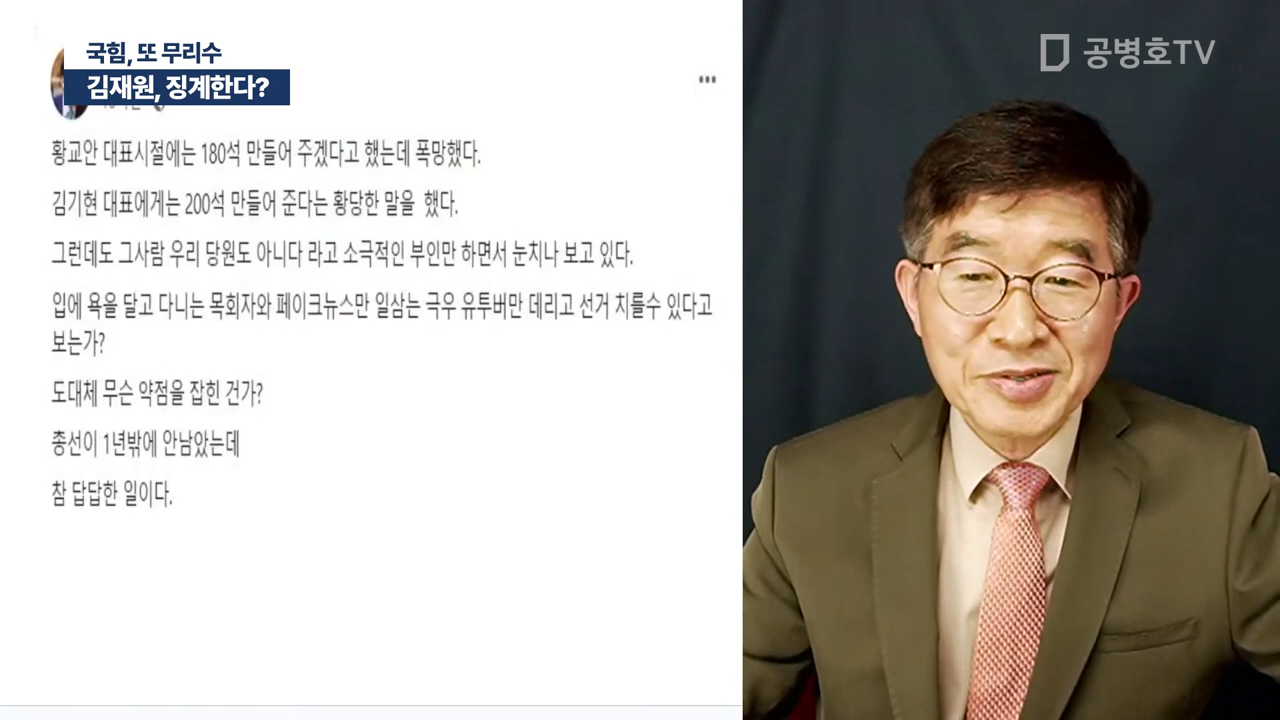 국힘, 또 무리수
김재원, 징계한다?
공병호TV
황교안 대표시절에는 180석 만들어 주겠다고 했는데 폭망했다.
김기현 대표에게는 200석 만들어 준다는 황당한 말을 했다.
그런데도 그사람 우리 당원도 아니다 라고 소극적인 부인만 하면서 눈치나 보고 있다.
입에 욕을 달고 다니는 목회자와 페이크뉴스만 일삼는 극우 유투버만 데리고 선거 치를수 있다고
보는가?
도대체 무슨 약점을 잡힌 건가?
총선이 1년밖에 안남았는데
참 답답한 일이다.